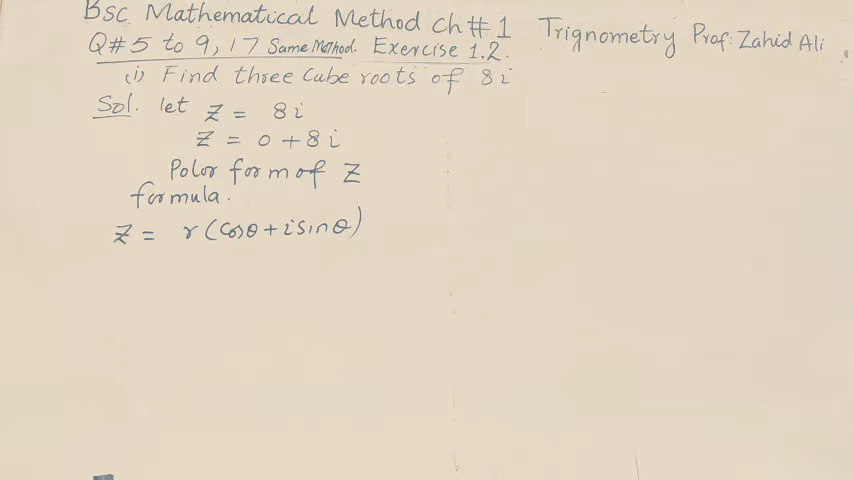 Bsc Mathematical Method Ch # 1 Trignometry Prof: Zahid Ali
Q# 5 to 9, 17 Same Method. Exercise 1.2.
(i) Find three Cube roots of 8i
Sol. let z = 8i
z = 0 + 8i
Polor form of z
formula.
z = r(cosθ + i sinθ)